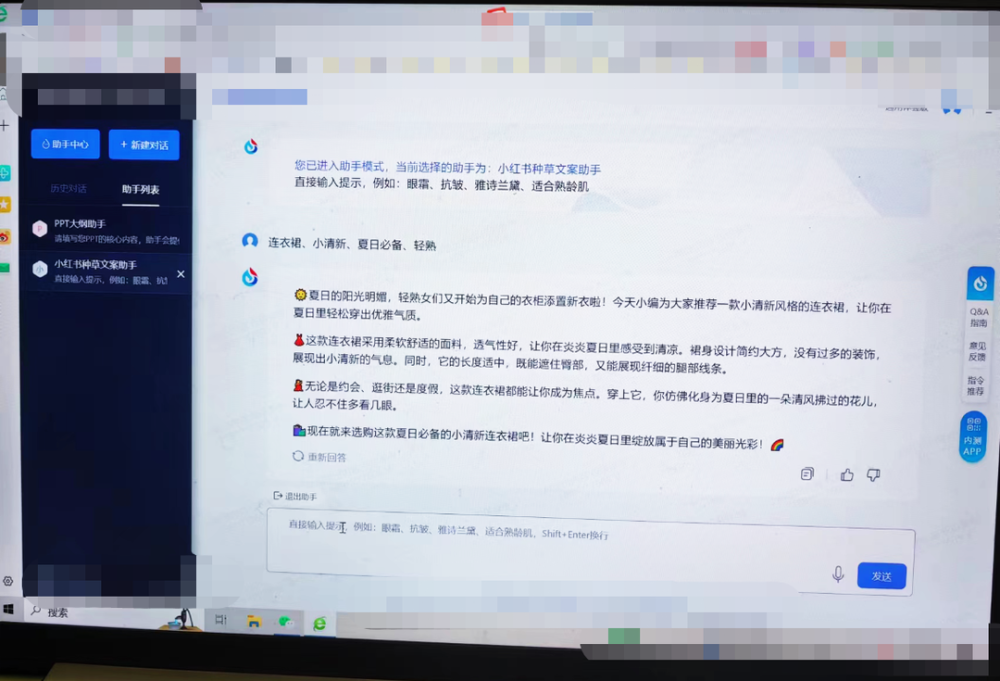 助手中心
+ 新建对话
历史对话
助手列表
PPT大纲助手
请填写您PPT的核心内容，助手会提
小红书种草文案助手
直接输入提示，例如：眼霜、抗
您已进入助手模式，当前选择的助手为：小红书种草文案助手
直接输入提示，例如：眼霜、抗皱、雅诗兰黛、适合熟龄肌
连衣裙、小清新、夏日必备、轻熟
夏日的阳光明媚，轻熟女们又开始为自己的衣柜添置新衣啦！今天小编为大家推荐一款小清新风格的连衣裙，让你在
夏日里轻松穿出优雅气质。
这款连衣裙采用柔软舒适的面料，透气性好，让你在炎炎夏日里感受到清凉。裙身设计简约大方，没有过多的装饰，
展现出小清新的气息。同时，它的长度适中，既能遮住臀部，又能展现纤细的腿部线条。
无论是约会、逛街还是度假，这款连衣裙都能让你成为焦点。穿上它，你仿佛化身为夏日里的一朵清风拂过的花儿，
让人忍不住多看几眼。
现在就来选购这款夏日必备的小清新连衣裙吧！让你在炎炎夏日里绽放属于自己的美丽光彩！
重新回答
退出助手
直接输入提示，例如：眼霜、抗皱、雅诗兰黛、适合熟龄肌，Shift+Enter换行
发送
Q&A
指南
意见
反馈
指令
推荐
内测
APP
搜索